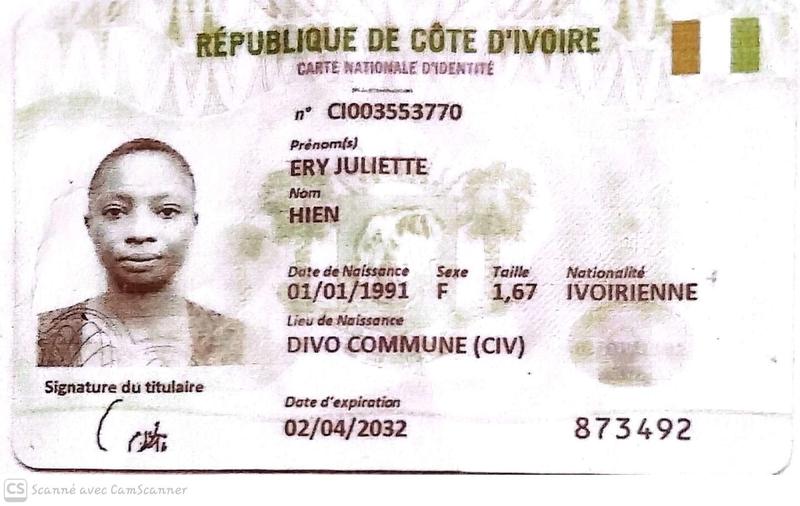 RÉPUBLIQUE DE CÔTE D'IVOIRE
CARTE NATIONALE D'IDENTITÉ
n° CI003553770
Prénom(s)
ERY JULIETTE
Nom
HIEN
Date de Naissance Sexe Taille Nationalité
01/01/1991 F 1,67 IVOIRIENNE
Lieu de Naissance
DIVO COMMUNE (CIV)
Signature du titulaire
Date d'expiration
02/04/2032
873492
CS Scanné avec CamScanner